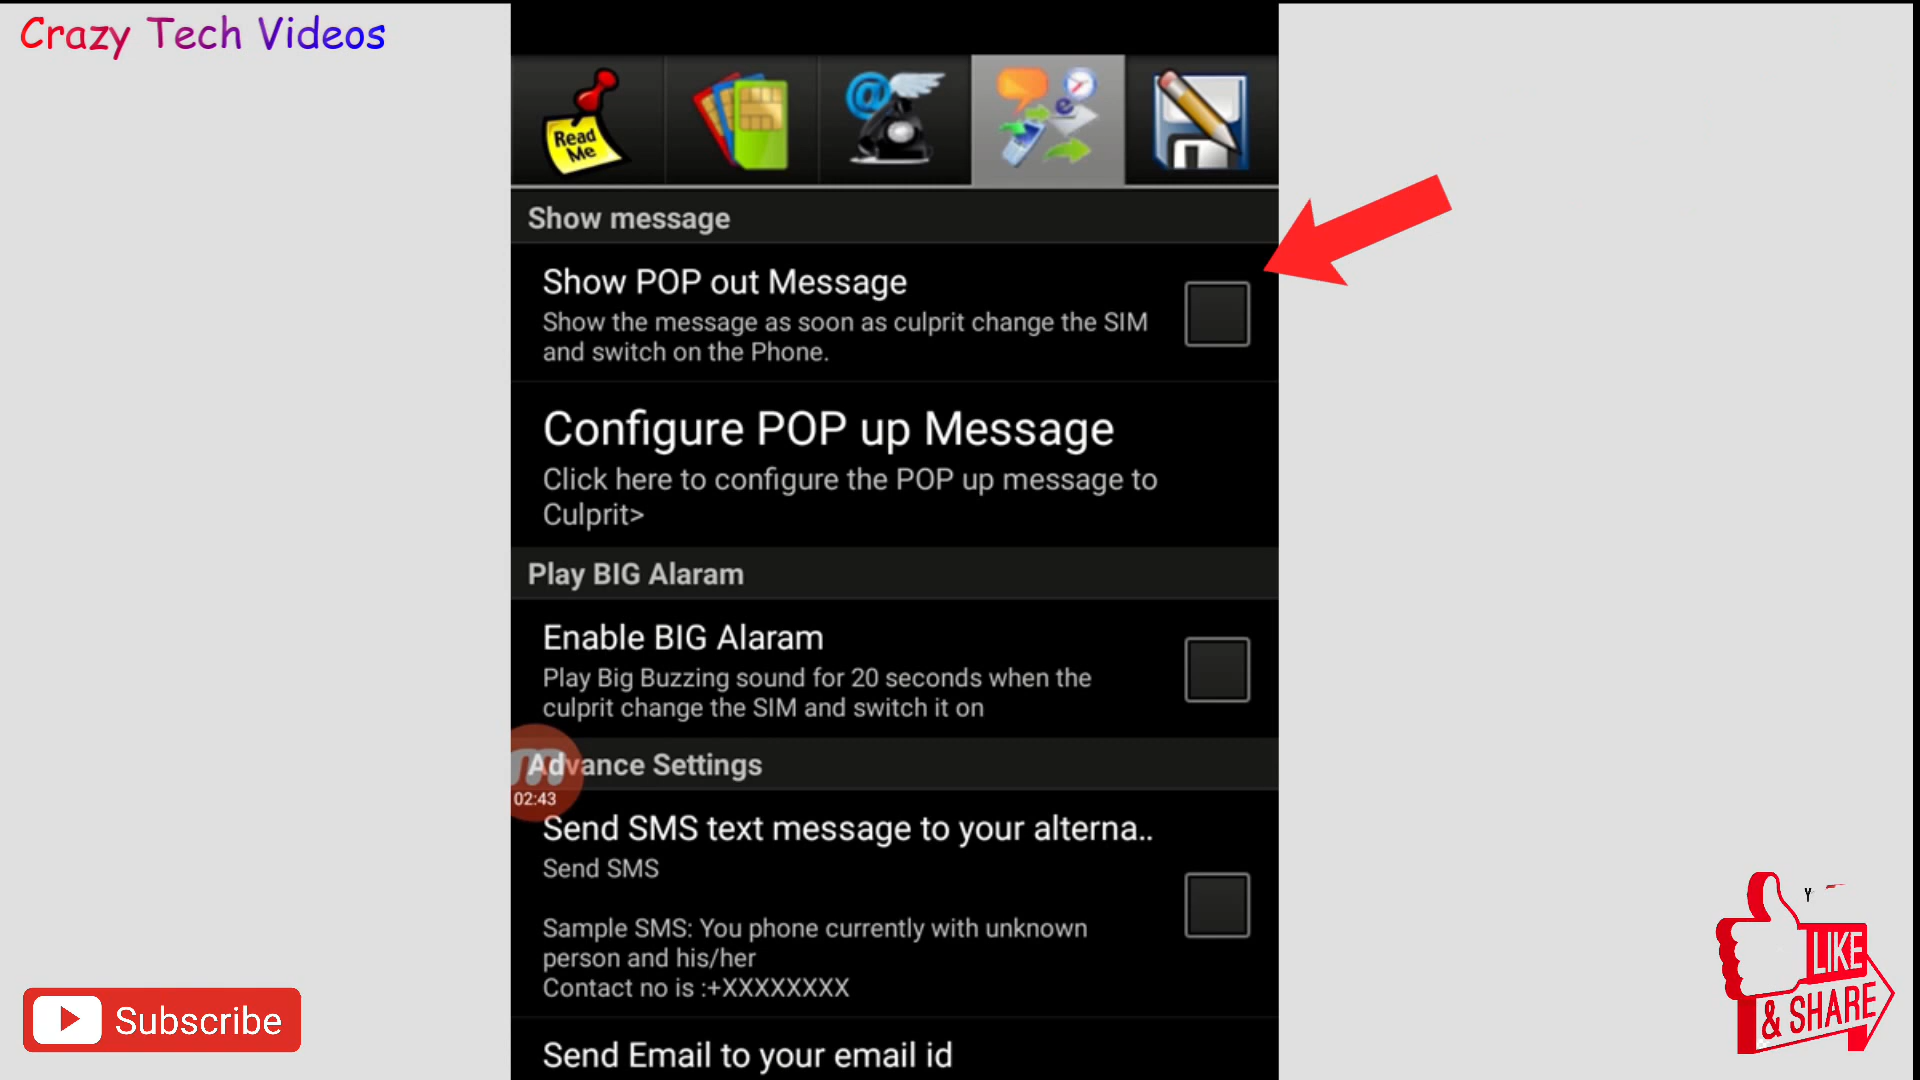 Crazy Tech Videos
Read
Me
@
Show message
Show POP out Message
Show the message as soon as culprit change the SIM
and switch on the Phone.
Configure POP up Message
Click here to configure the POP up message to
Culprit>
Play BIG Alaram
Enable BIG Alaram
Play Big Buzzing sound for 20 seconds when the
culprit change the SIM and switch it on
Advance Settings
02:43
Send SMS text message to your alterna..
Send SMS
Sample SMS: You phone currently with unknown
person and his/her
Contact no is :+XXXXXXXX
Send Email to your email id
Subscribe
Y
LIKE
& SHARE